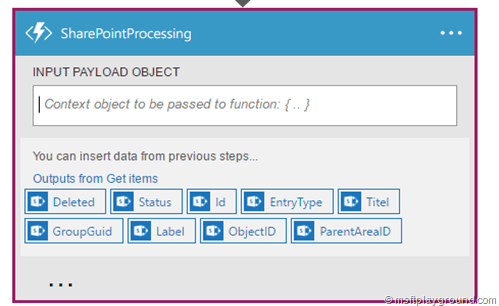 SharePointProcessing ...
INPUT PAYLOAD OBJECT
Context object to be passed to function: { .. }
You can insert data from previous steps...
Outputs from Get items
Deleted Status Id EntryType Titel
GroupGuid Label ObjectID ParentAreaID
...
© msftplayground.com